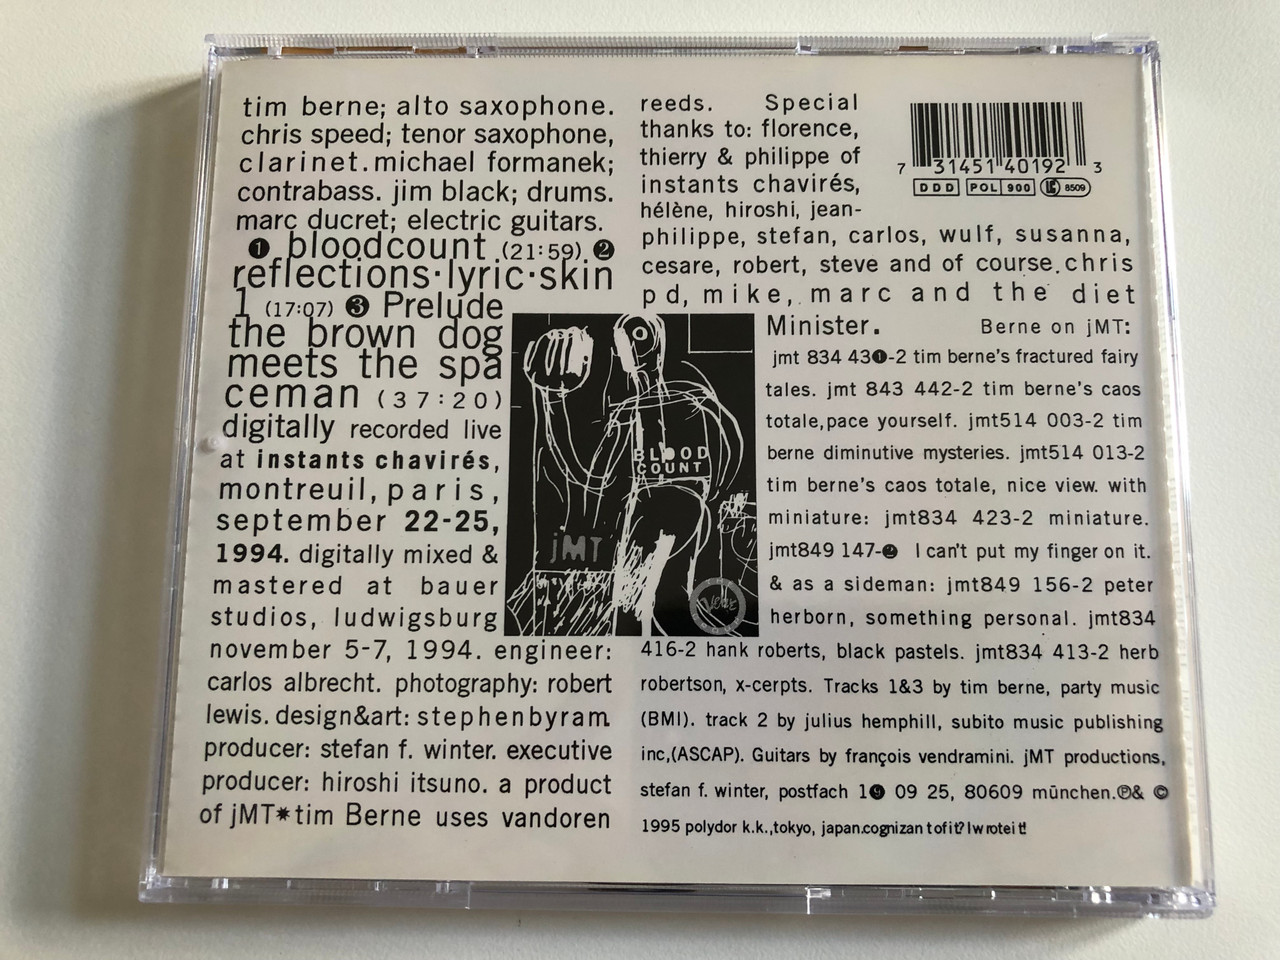 tim berne; alto saxophone.
chris speed; tenor saxophone,
clarinet. michael formanek;
contrabass. jim black; drums.
marc ducret; electric guitars.
❶ bloodcount (21:59) ❷
reflections·lyric·skin
1 (17:07) ❸ Prelude
the brown dog
meets the spa
ceman (37:20)
digitally recorded live
at instants chavirés,
montreuil, paris,
september 22-25,
1994. digitally mixed &
mastered at bauer
studios, ludwigsburg
november 5-7, 1994. engineer:
carlos albrecht. photography: robert
lewis. design&art: stephenbyram.
producer: stefan f. winter. executive
producer: hiroshi itsuno. a product
of jMT*tim Berne uses vandoren
reeds. Special
thanks to: florence,
thierry & philippe of
instants chavirés,
hélène, hiroshi, jean-
philippe, stefan, carlos, wulf, susanna,
cesare, robert, steve and of course. chris
pd, mike, marc and the diet
Minister. Berne on jMT:
jmt 834 43❶-2 tim berne's fractured fairy
tales. jmt 843 442-2 tim berne's caos
totale,pace yourself. jmt514 003-2 tim
berne diminutive mysteries. jmt514 013-2
tim berne's caos totale, nice view. with
miniature: jmt834 423-2 miniature.
jmt849 147-❷ I can't put my finger on it.
& as a sideman: jmt849 156-2 peter
herborn, something personal. jmt834
416-2 hank roberts, black pastels. jmt834 413-2 herb
robertson, x-cerpts. Tracks 1&3 by tim berne, party music
(BMI). track 2 by julius hemphill, subito music publishing
inc,(ASCAP). Guitars by françois vendramini. jMT productions,
stefan f. winter, postfach 1❾ 09 25, 80609 münchen.℗& ©
1995 polydor k.k.,tokyo, japan.cognizant of it? I wrote it!
7 31451 40192 3
DDD POL 900 LC 8509
BLOOD
COUNT
jMT
Verve